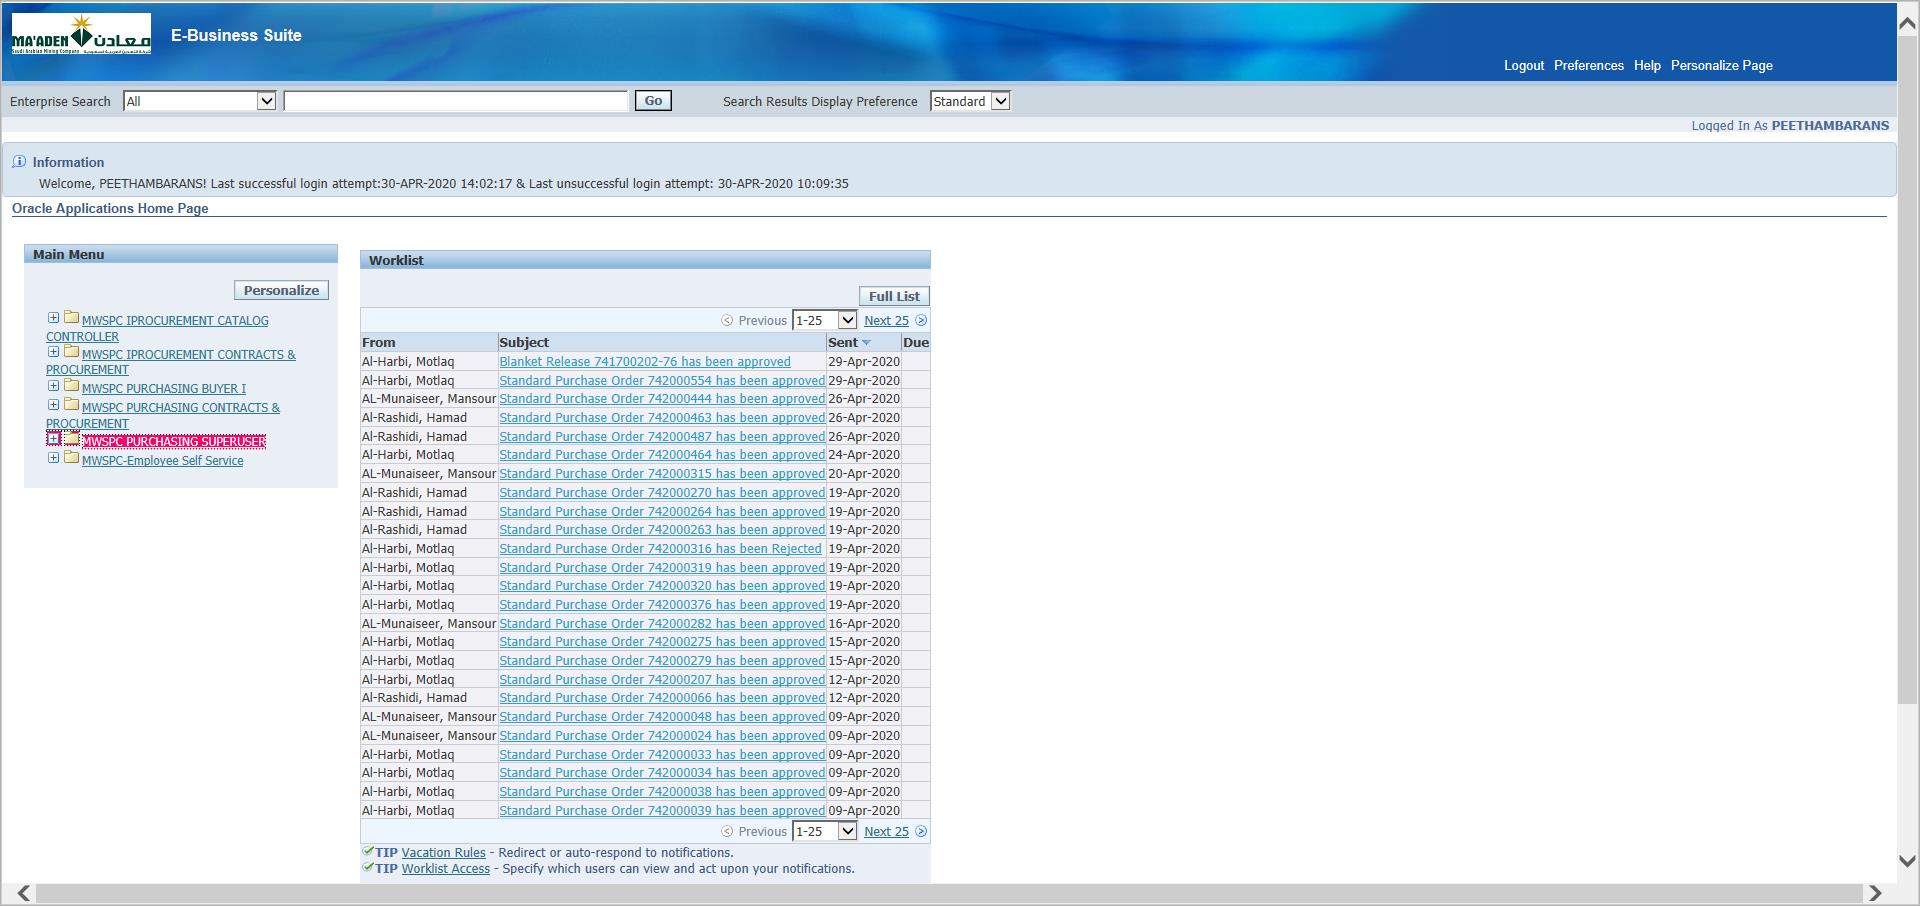 MA'ADEN معادن
Saudi Arabian Mining Company
E-Business Suite
Logout Preferences Help Personalize Page
Enterprise Search All Go Search Results Display Preference Standard
Logged In As PEETHAMBARANS
Information
Welcome, PEETHAMBARANS! Last successful login attempt:30-APR-2020 14:02:17 & Last unsuccessful login attempt: 30-APR-2020 10:09:35
Oracle Applications Home Page
Main Menu
Personalize
MWSPC IPROCUREMENT CATALOG
CONTROLLER
MWSPC IPROCUREMENT CONTRACTS &
PROCUREMENT
MWSPC PURCHASING BUYER I
MWSPC PURCHASING CONTRACTS &
PROCUREMENT
MWSPC PURCHASING SUPERUSER
MWSPC-Employee Self Service
Worklist
Full List
Previous 1-25 Next 25
From Subject Sent Due
Al-Harbi, Motlaq Blanket Release 741700202-76 has been approved 29-Apr-2020
Al-Harbi, Motlaq Standard Purchase Order 742000554 has been approved 29-Apr-2020
AL-Munaiseer, Mansour Standard Purchase Order 742000444 has been approved 26-Apr-2020
Al-Rashidi, Hamad Standard Purchase Order 742000463 has been approved 26-Apr-2020
Al-Rashidi, Hamad Standard Purchase Order 742000487 has been approved 26-Apr-2020
Al-Harbi, Motlaq Standard Purchase Order 742000464 has been approved 24-Apr-2020
AL-Munaiseer, Mansour Standard Purchase Order 742000315 has been approved 20-Apr-2020
Al-Rashidi, Hamad Standard Purchase Order 742000270 has been approved 19-Apr-2020
Al-Rashidi, Hamad Standard Purchase Order 742000264 has been approved 19-Apr-2020
Al-Rashidi, Hamad Standard Purchase Order 742000263 has been approved 19-Apr-2020
Al-Harbi, Motlaq Standard Purchase Order 742000316 has been Rejected 19-Apr-2020
Al-Harbi, Motlaq Standard Purchase Order 742000319 has been approved 19-Apr-2020
Al-Harbi, Motlaq Standard Purchase Order 742000320 has been approved 19-Apr-2020
Al-Harbi, Motlaq Standard Purchase Order 742000376 has been approved 19-Apr-2020
AL-Munaiseer, Mansour Standard Purchase Order 742000282 has been approved 16-Apr-2020
Al-Harbi, Motlaq Standard Purchase Order 742000275 has been approved 15-Apr-2020
Al-Harbi, Motlaq Standard Purchase Order 742000279 has been approved 15-Apr-2020
Al-Harbi, Motlaq Standard Purchase Order 742000207 has been approved 12-Apr-2020
Al-Rashidi, Hamad Standard Purchase Order 742000066 has been approved 12-Apr-2020
AL-Munaiseer, Mansour Standard Purchase Order 742000048 has been approved 09-Apr-2020
AL-Munaiseer, Mansour Standard Purchase Order 742000024 has been approved 09-Apr-2020
Al-Harbi, Motlaq Standard Purchase Order 742000033 has been approved 09-Apr-2020
Al-Harbi, Motlaq Standard Purchase Order 742000034 has been approved 09-Apr-2020
Al-Harbi, Motlaq Standard Purchase Order 742000038 has been approved 09-Apr-2020
Al-Harbi, Motlaq Standard Purchase Order 742000039 has been approved 09-Apr-2020
Previous 1-25 Next 25
TIP Vacation Rules - Redirect or auto-respond to notifications.
TIP Worklist Access - Specify which users can view and act upon your notifications.